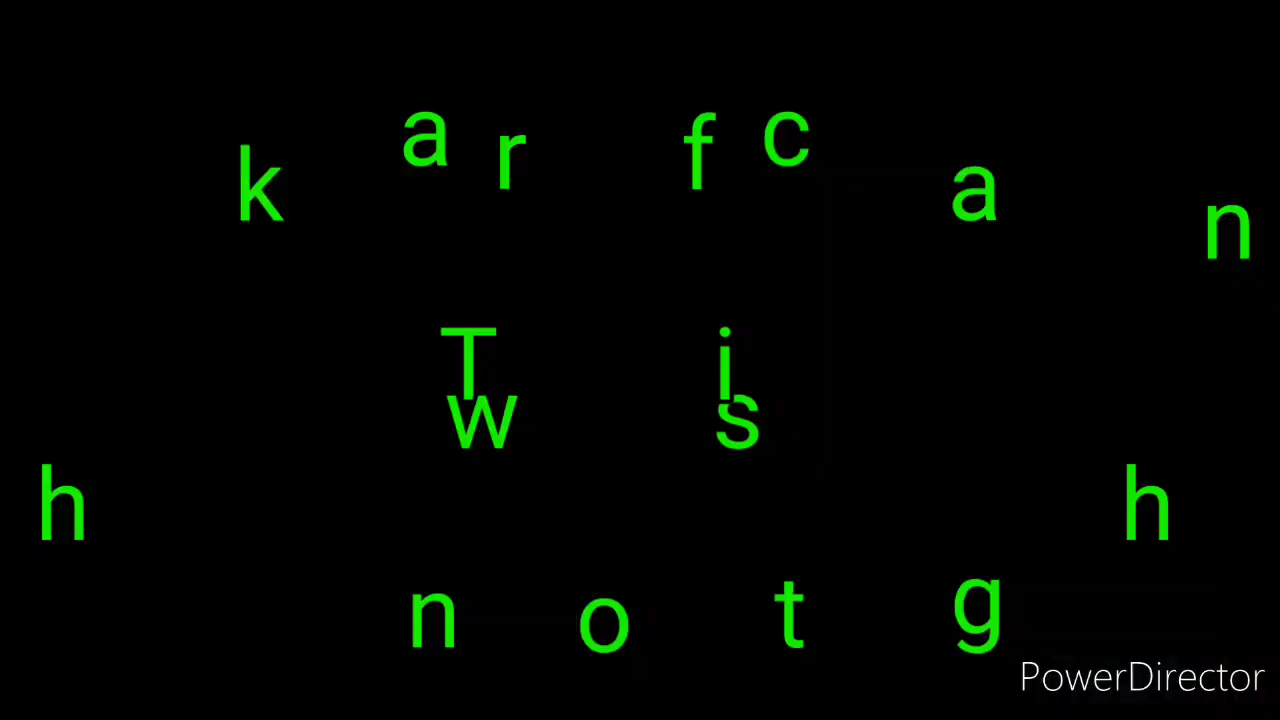 k a r f c a n
T i
w s
h h
n o t g
PowerDirector